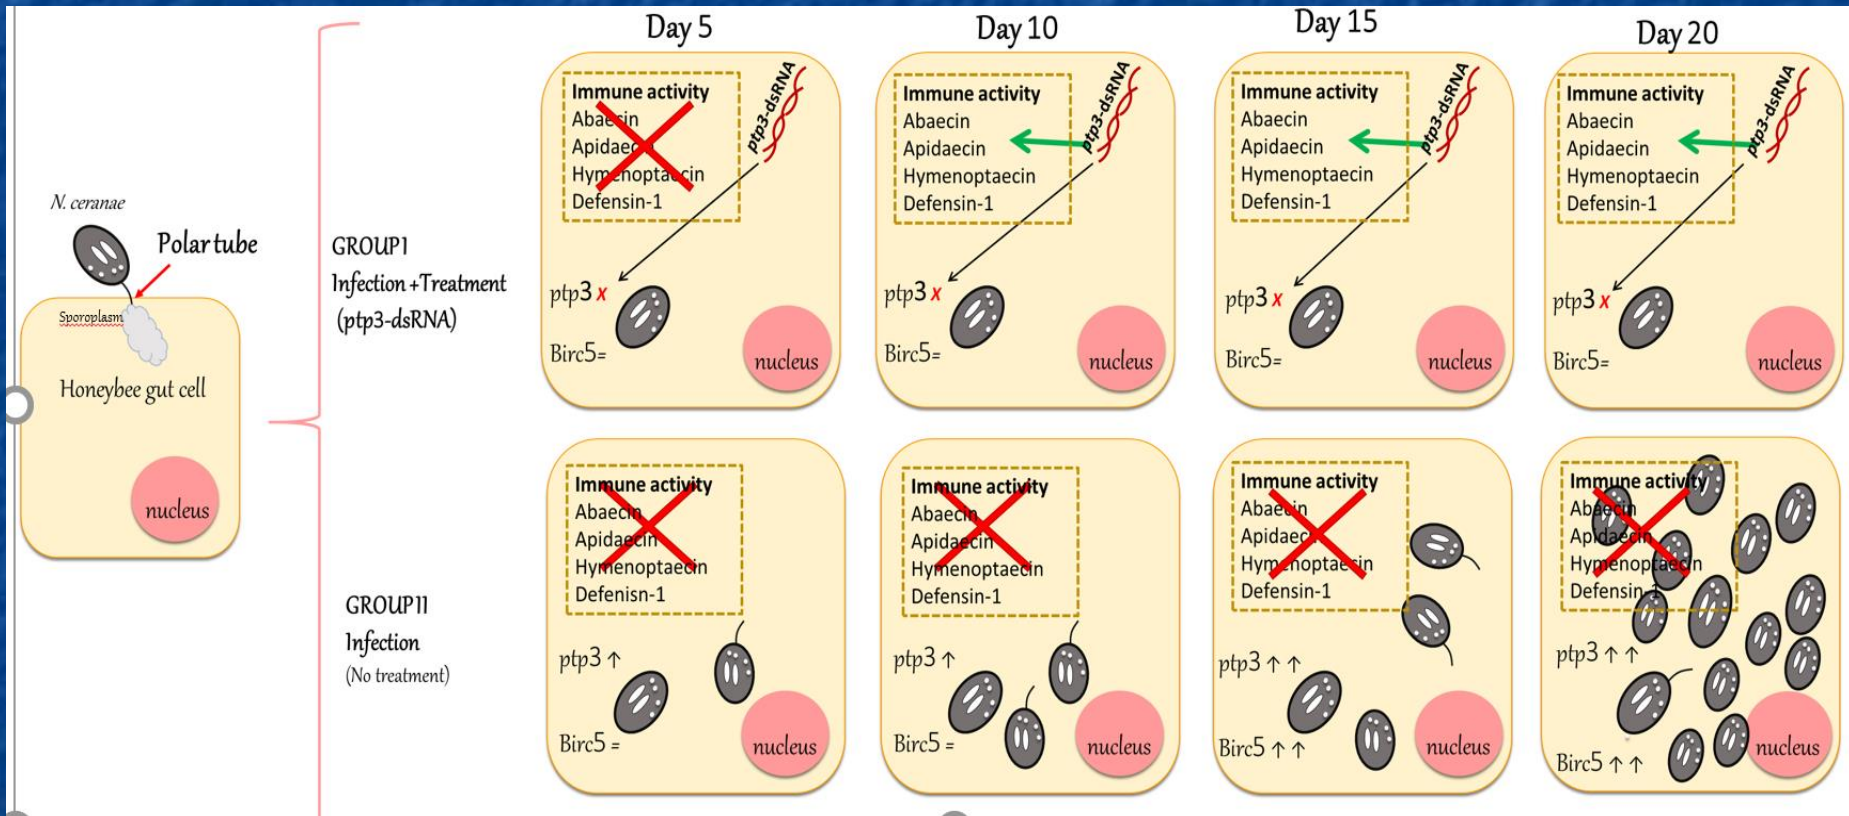 Day 5
Day 10
Day 15
Day 20
N. ceranae
Polar tube
Sporoplasm
Honeybee gut cell
nucleus
GROUP I
Infection +Treatment
(ptp3-dsRNA)
Immune activity
Abaecin
Apidaecin
Hymenoptaecin
Defensin-1
ptp3-dsRNA
ptp3 x
Birc5=
nucleus
Immune activity
Abaecin
Apidaecin
Hymenoptaecin
Defensin-1
ptp3-dsRNA
ptp3 x
Birc5=
nucleus
Immune activity
Abaecin
Apidaecin
Hymenoptaecin
Defensin-1
ptp3-dsRNA
ptp3 x
Birc5=
nucleus
Immune activity
Abaecin
Apidaecin
Hymenoptaecin
Defensin-1
ptp3-dsRNA
ptp3 x
Birc5=
nucleus
GROUP II
Infection
(No treatment)
Immune activity
Abaecin
Apidaecin
Hymenoptaecin
Defenisn-1
ptp3 ↑
Birc5 =
nucleus
Immune activity
Abaecin
Apidaecin
Hymenoptaecin
Defensin-1
ptp3 ↑
Birc5 =
nucleus
Immune activity
Abaecin
Apidaecin
Hymenoptaecin
Defensin-1
ptp3 ↑ ↑
Birc5 ↑ ↑
nucleus
Immune activity
Abaecin
Apidaecin
Hymenoptaecin
Defensin-1
ptp3 ↑ ↑
Birc5 ↑ ↑
nucleus